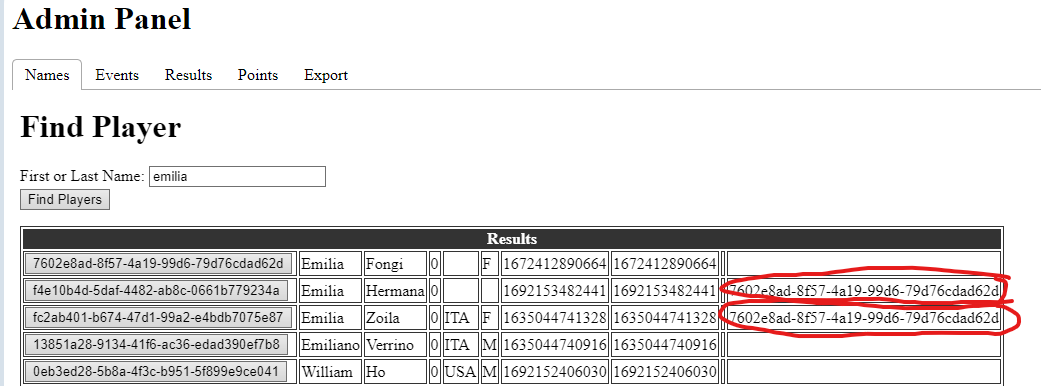 Admin Panel
Names Events Results Points Export
Find Player
First or Last Name: emilia
Find Players
Results
7602e8ad-8f57-4a19-99d6-79d76cdad62d Emilia Fongi 0 F 1672412890664 1672412890664
f4e10b4d-5daf-4482-ab8c-0661b779234a Emilia Hermana 0 1692153482441 1692153482441 7602e8ad-8f57-4a19-99d6-79d76cdad62d
fc2ab401-b674-47d1-99a2-e4bdb7075e87 Emilia Zoila 0 ITA F 1635044741328 1635044741328 7602e8ad-8f57-4a19-99d6-79d76cdad62d
13851a28-9134-41f6-ac36-edad390ef7b8 Emiliano Verrino 0 ITA M 1635044740916 1635044740916
0eb3ed28-5b8a-4f3c-b951-5f899e9ce041 William Ho 0 USA M 1692152406030 1692152406030